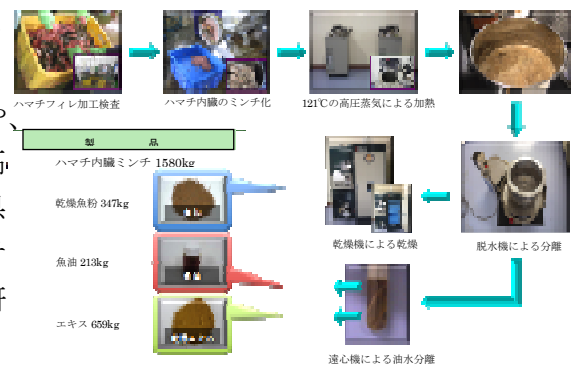 ハマチフィレ加工検査
ハマチ内臓のミンチ化
121℃の高圧蒸気による加熱
製 品
ハマチ内臓ミンチ 1580kg
乾燥魚粉 347kg
魚油 213kg
エキス 659kg
乾燥機による乾燥
脱水機による分離
遠心機による油水分離